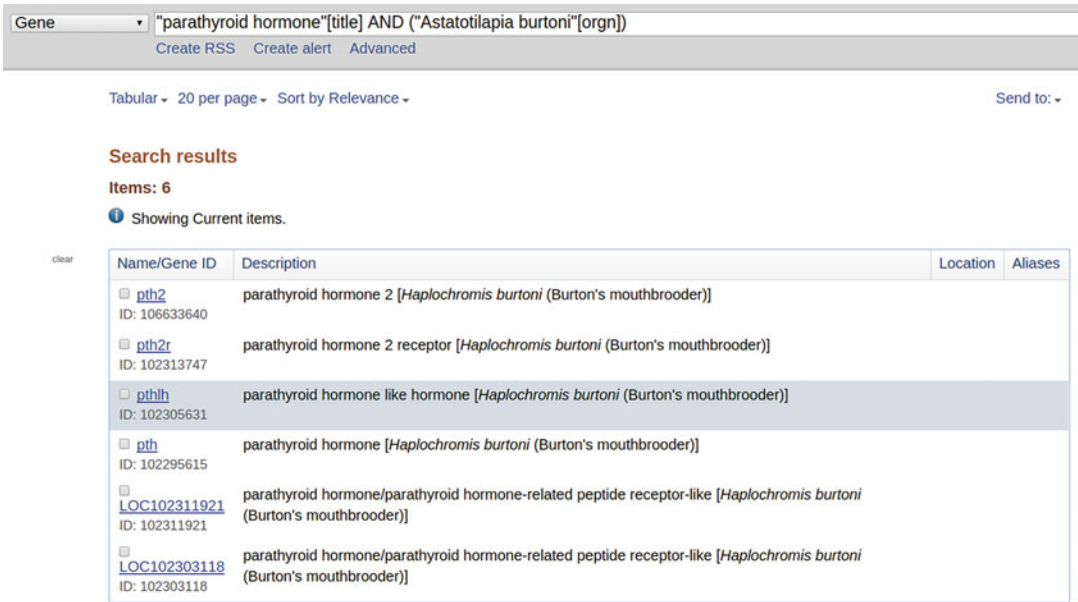 Gene "parathyroid hormone"[title] AND ("Astatotilapia burtoni"[orgn])
Create RSS Create alert Advanced
Tabular 20 per page Sort by Relevance Send to:
Search results
Items: 6
Showing Current items.
clear
Name/Gene ID Description Location Aliases
pth2 parathyroid hormone 2 [Haplochromis burtoni (Burton's mouthbrooder)]
ID: 106633640
pth2r parathyroid hormone 2 receptor [Haplochromis burtoni (Burton's mouthbrooder)]
ID: 102313747
pthlh parathyroid hormone like hormone [Haplochromis burtoni (Burton's mouthbrooder)]
ID: 102305631
pth parathyroid hormone [Haplochromis burtoni (Burton's mouthbrooder)]
ID: 102295615
LOC102311921 parathyroid hormone/parathyroid hormone-related peptide receptor-like [Haplochromis burtoni
(Burton's mouthbrooder)]
ID: 102311921
LOC102303118 parathyroid hormone/parathyroid hormone-related peptide receptor-like [Haplochromis burtoni
(Burton's mouthbrooder)]
ID: 102303118